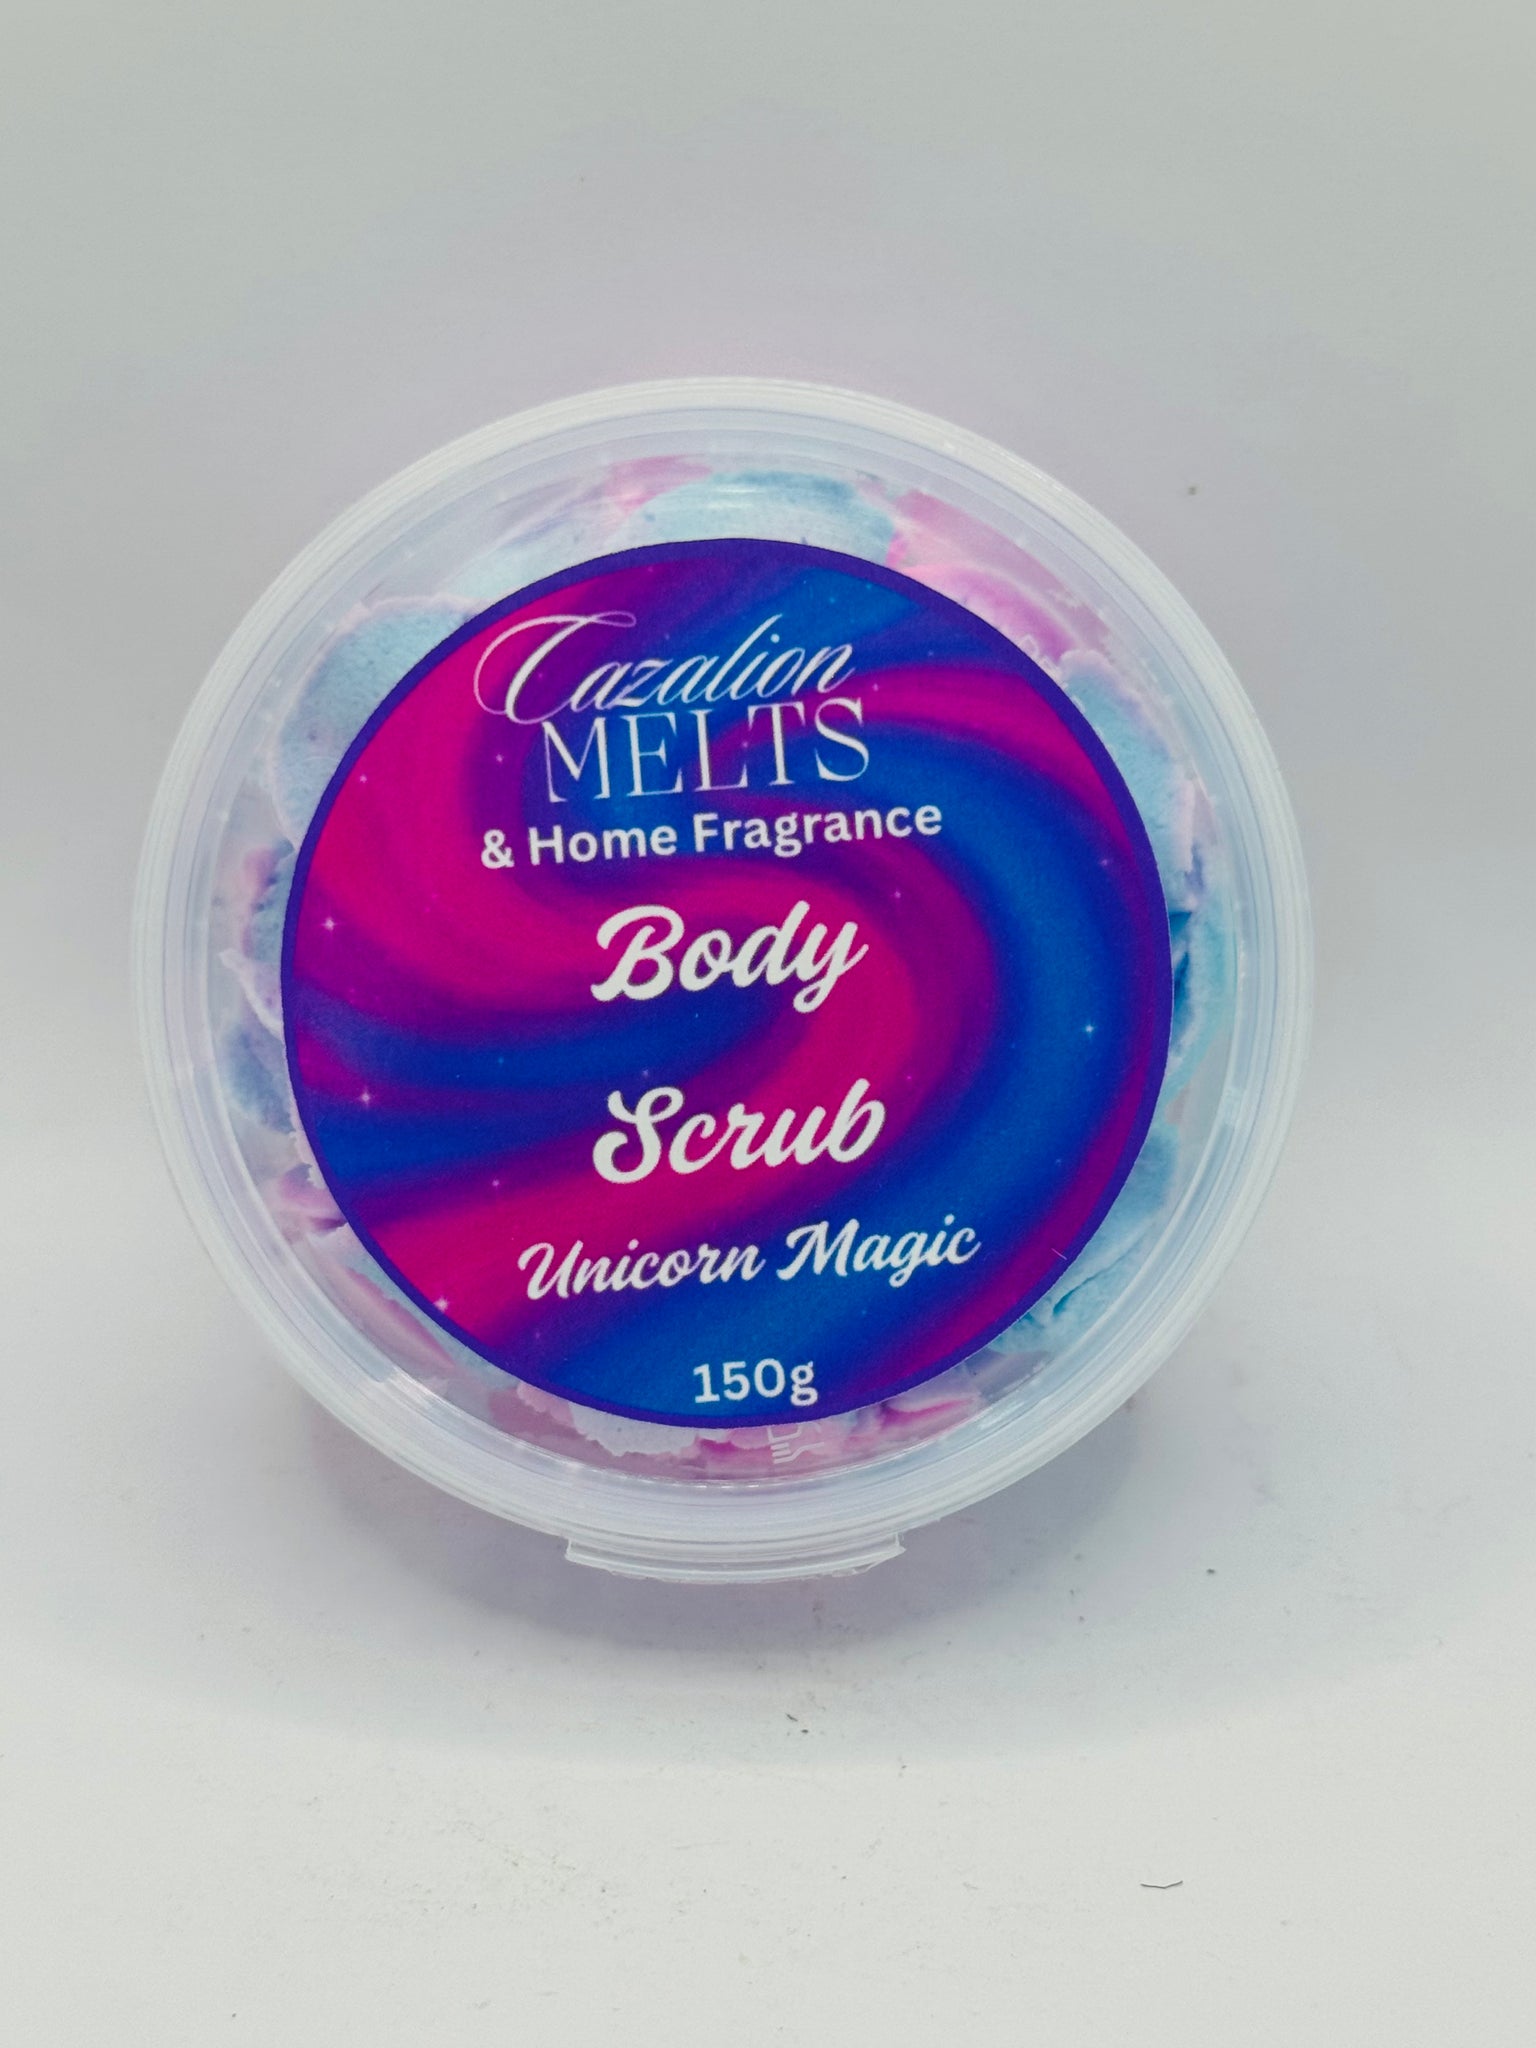 Cazalion
MELTS
& Home Fragrance
Body
Scrub
Unicorn Magic
150g